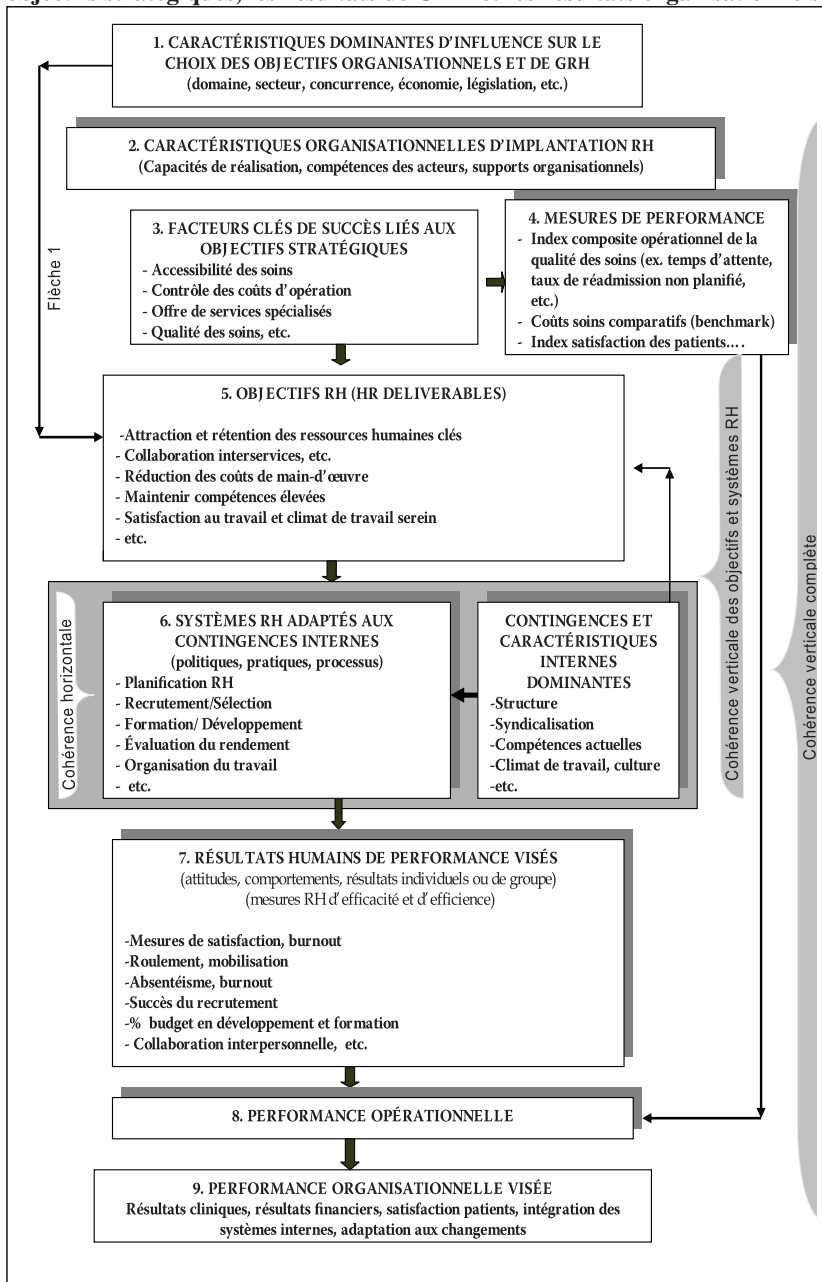 1. CARACTÉRISTIQUES DOMINANTES D'INFLUENCE SUR LE
CHOIX DES OBJECTIFS ORGANISATIONNELS ET DE GRH
(domaine, secteur, concurrence, économie, législation, etc.)
2. CARACTÉRISTIQUES ORGANISATIONNELLES D'IMPLANTATION RH
(Capacités de réalisation, compétences des acteurs, supports organisationnels)
3. FACTEURS CLÉS DE SUCCÈS LIÉS AUX
OBJECTIFS STRATÉGIQUES
- Accessibilité des soins
- Contrôle des coûts d'opération
- Offre de services spécialisés
- Qualité des soins, etc.
4. MESURES DE PERFORMANCE
- Index composite opérationnel de la
qualité des soins (ex. temps d'attente,
taux de réadmission non planifié,
etc.)
- Coûts soins comparatifs (benchmark)
- Index satisfaction des patients….
Flèche 1
5. OBJECTIFS RH (HR DELIVERABLES)
-Attraction et rétention des ressources humaines clés
- Collaboration interservices, etc.
- Réduction des coûts de main-d'œuvre
- Maintenir compétences élevées
- Satisfaction au travail et climat de travail serein
- etc.
Cohérence horizontale
6. SYSTÈMES RH ADAPTÉS AUX
CONTINGENCES INTERNES
(politiques, pratiques, processus)
- Planification RH
- Recrutement/Sélection
- Formation/ Développement
- Évaluation du rendement
- Organisation du travail
- etc.
CONTINGENCES ET
CARACTÉRISTIQUES
INTERNES
DOMINANTES
-Structure
-Syndicalisation
-Compétences actuelles
-Climat de travail, culture
-etc.
Cohérence verticale des objectifs et systèmes RH
Cohérence verticale complète
7. RÉSULTATS HUMAINS DE PERFORMANCE VISÉS
(attitudes, comportements, résultats individuels ou de groupe)
(mesures RH d'efficacité et d'efficience)
-Mesures de satisfaction, burnout
-Roulement, mobilisation
-Absentéisme, burnout
-Succès du recrutement
-% budget en développement et formation
- Collaboration interpersonnelle, etc.
8. PERFORMANCE OPÉRATIONNELLE
9. PERFORMANCE ORGANISATIONNELLE VISÉE
Résultats cliniques, résultats financiers, satisfaction patients, intégration des
systèmes internes, adaptation aux changements